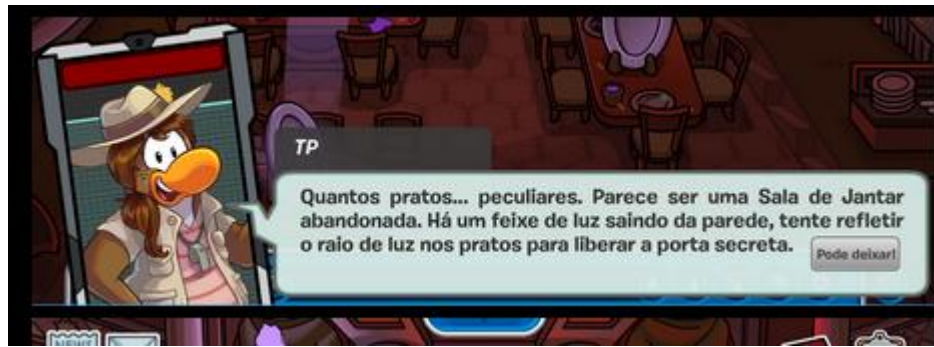 TP
Quantos pratos... peculiares. Parece ser uma Sala de Jantar
abandonada. Há um feixe de luz saindo da parede, tente refletir
o raio de luz nos pratos para liberar a porta secreta.
Pode deixar!
NEWS